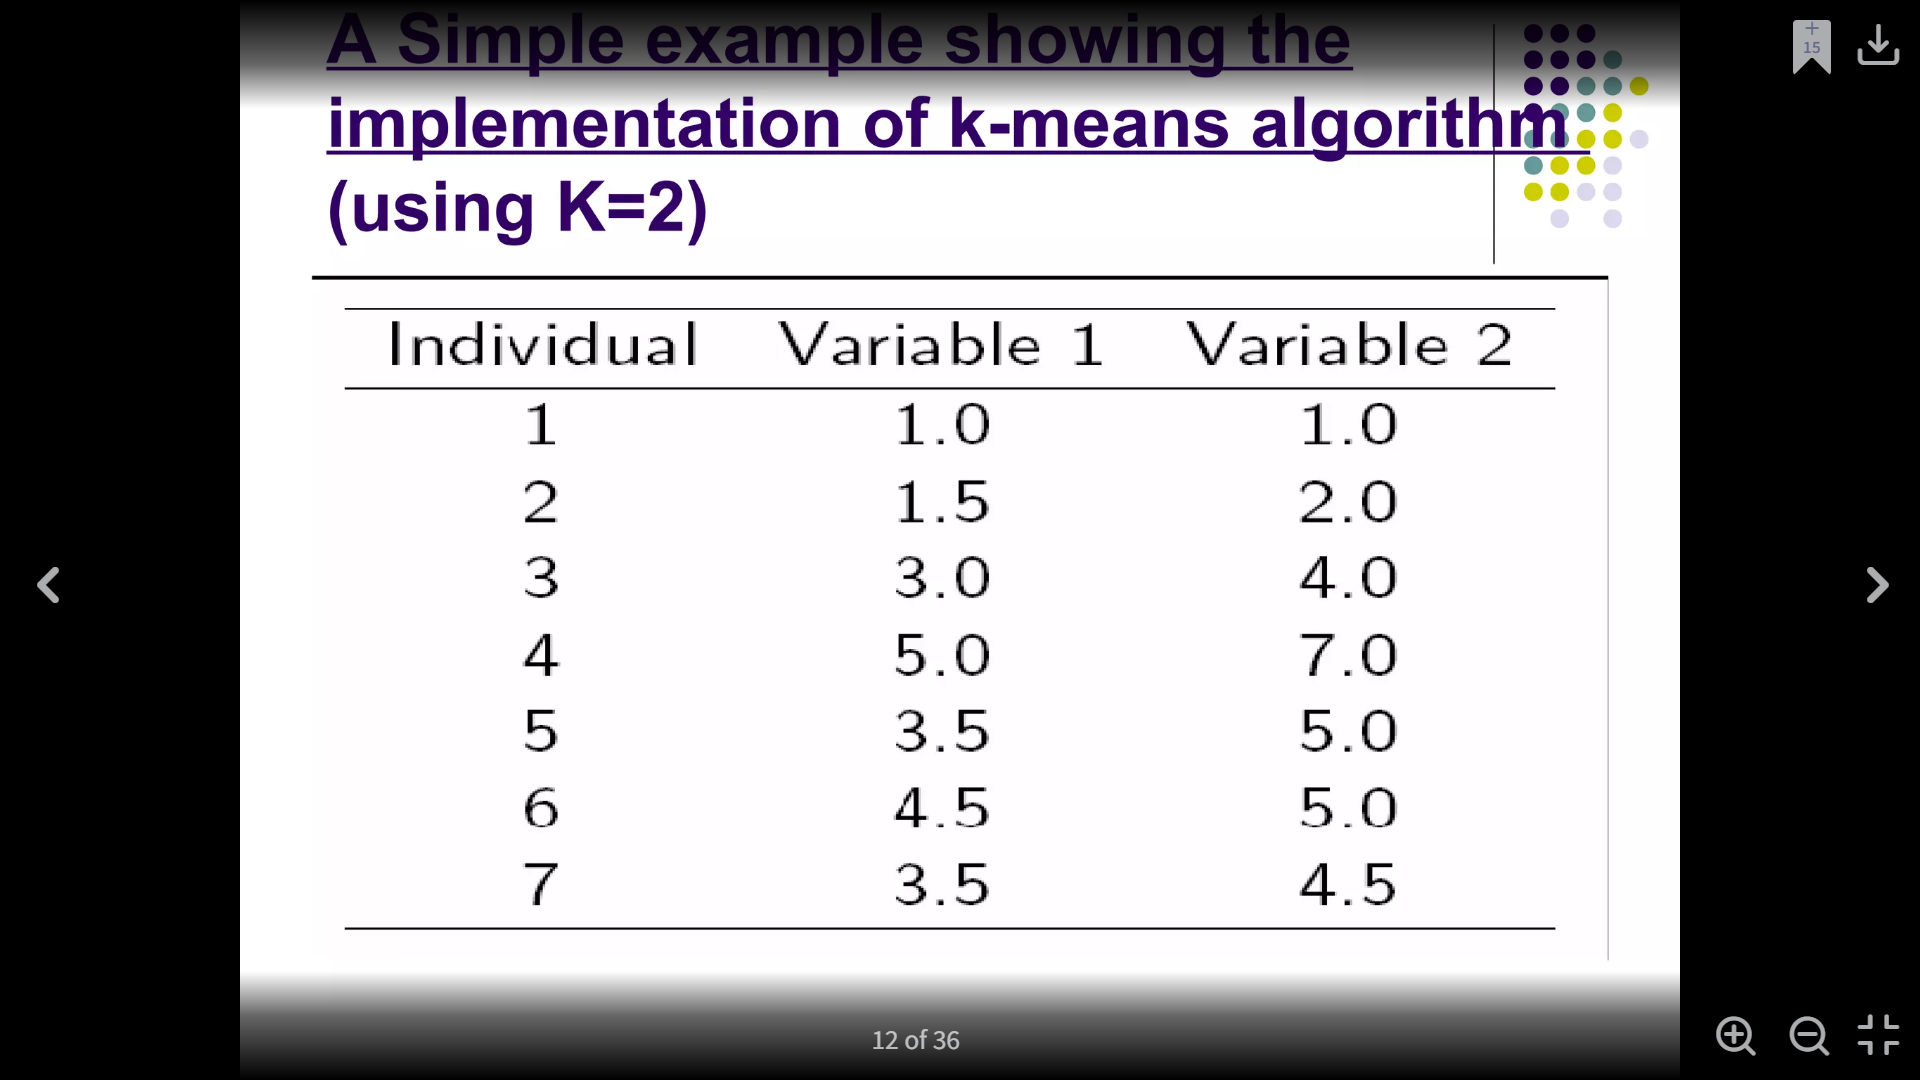 A Simple example showing the
implementation of k-means algorithm
(using K=2)
+
15
Individual Variable 1 Variable 2
1 1.0 1.0
2 1.5 2.0
3 3.0 4.0
4 5.0 7.0
5 3.5 5.0
6 4.5 5.0
7 3.5 4.5
12 of 36